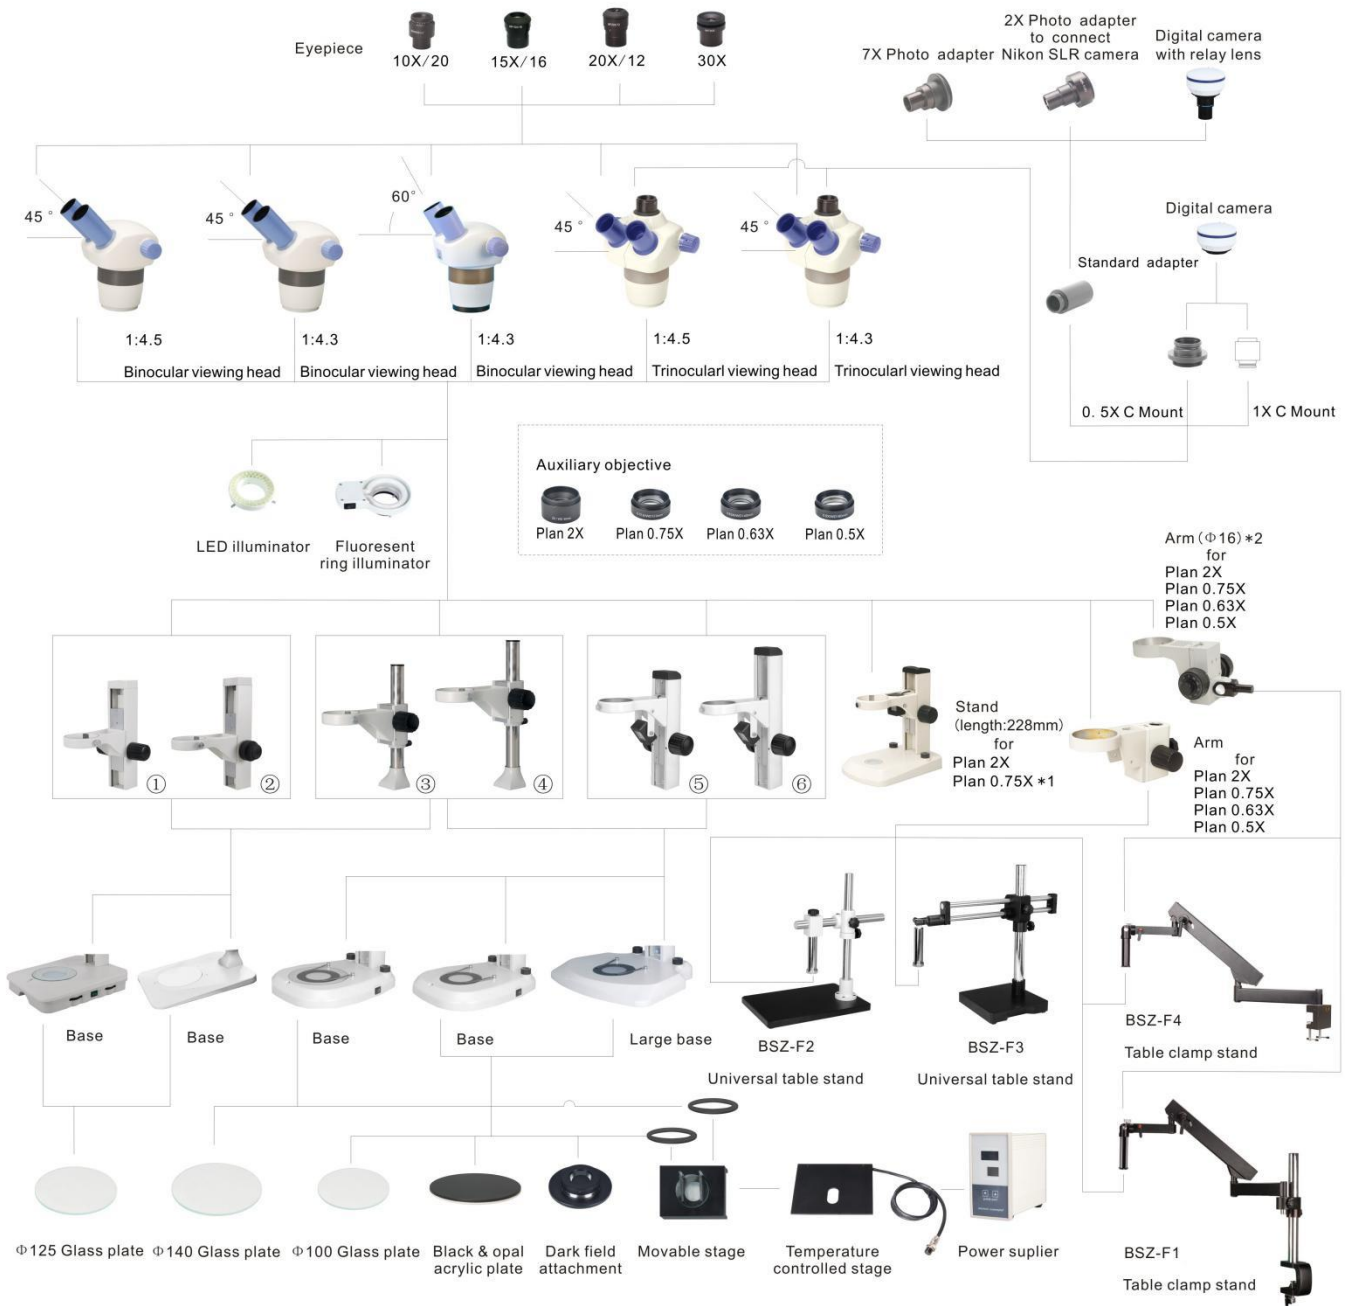 Eyepiece
10X/20
15X/16
20X/12
30X
2X Photo adapter
to connect
Nikon SLR camera
7X Photo adapter
Digital camera
with relay lens
45°
45°
60°
45°
45°
Digital camera
Standard adapter
1:4.5
1:4.3
1:4.3
1:4.5
1:4.3
Binocular viewing head
Binocular viewing head
Binocular viewing head
Trinocularl viewing head
Trinocularl viewing head
0. 5X C Mount
1X C Mount
Auxiliary objective
Plan 2X
Plan 0.75X
Plan 0.63X
Plan 0.5X
LED illuminator
Fluoresent
ring illuminator
Arm (Φ16)*2
for
Plan 2X
Plan 0.75X
Plan 0.63X
Plan 0.5X
①
②
③
④
⑤
⑥
Stand
(length:228mm)
for
Plan 2X
Plan 0.75X *1
Arm
for
Plan 2X
Plan 0.75X
Plan 0.63X
Plan 0.5X
Base
Base
Base
Base
Large base
BSZ-F2
Universal table stand
BSZ-F3
Universal table stand
BSZ-F4
Table clamp stand
Φ125 Glass plate
Φ140 Glass plate
Φ100 Glass plate
Black & opal
acrylic plate
Dark field
attachment
Movable stage
Temperature
controlled stage
Power suplier
BSZ-F1
Table clamp stand